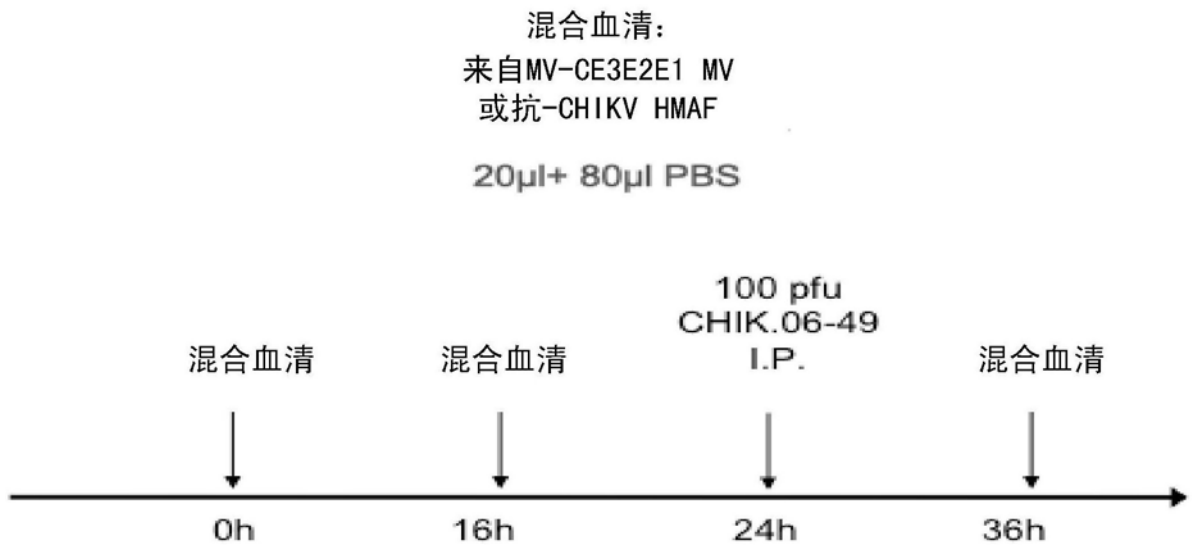 混合血清：
来自MV-CE3E2E1 MV
或抗-CHIKV HMAF
20µl+ 80µl PBS
100 pfu
CHIK.06-49
I.P.
混合血清
混合血清
混合血清
0h
16h
24h
36h